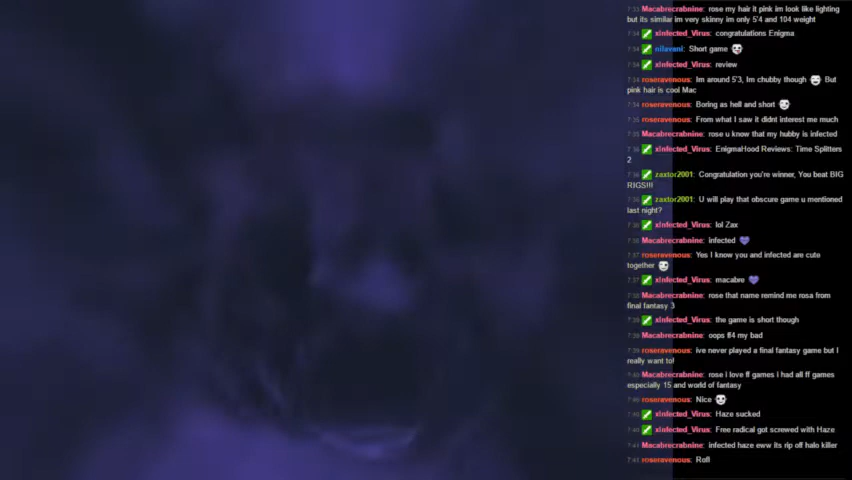 7:33 Macabrecrabnine: rose my hair it pink im look like fighting
but its similar im very skinny im only 5'4 and 104 weight
7:34 xInfected_Virus: congratulations Enigma
7:34 nilavanl: Short game
7:34 xInfected_Virus: review
7:34 roseravenous: Im around 5'3, Im chubby though But
pink hair is cool Mac
7:34 roseravenous: Boring as hell and short
7:35 roseravenous: From what I saw it didnt interest me much
7:35 Macabrecrabnine: rose u know that my hubby is infected
7:36 xInfected_Virus: EnigmaHood Reviews: Time Splitters
2
7:36 zaxtor2001: Congratulation you're winner, You beat BIG
RIGS!!!
7:36 zaxtor2001: U will play that obscure game u mentioned
last night?
7:36 xInfected_Virus: lol Zax
Macabrecrabnine: infected
7:37 roseravenous: Yes I know you and infected are cute
together
7:37 xInfected_Virus: macabre
Macabrecrabnine: rose that name remind me rosa from
final fantasy 3
7:39 xInfected_Virus: the game is short though
7:39 Macabrecrabnine: oops ff4 my bad
7:39 roseravenous: ive never played a final fantasy game but I
really want to!
7:40 Macabrecrabnine: rose i love ff games i had all ff games
especially 15 and world of fantasy
7:40 roseravenous: Nice
7:40 xInfected_Virus: Haze sucked
7:40 xInfected_Virus: Free radical got screwed with Haze
7:41 Macabrecrabnine: infected haze eww its rip off halo killer
7:41 roseravenous: Rofl